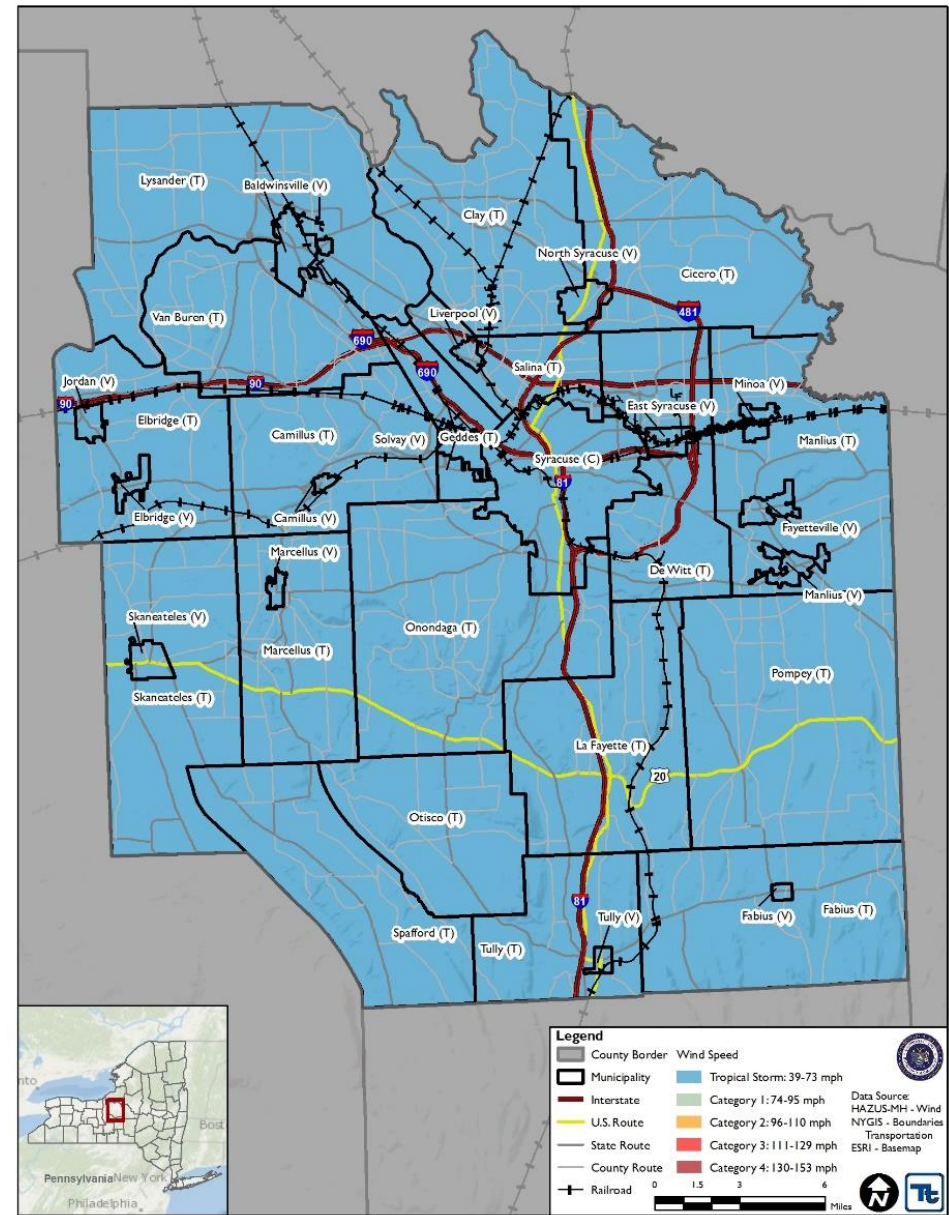 Lysander (T)
Baldwinsville (V)
Clay (T)
North Syracuse (V)
Cicero (T)
Van Buren (T)
Liverpool (V)
481
690
690
Salina (T)
Jordan (V)
90
Minoa (V)
90
Elbridge (T)
Camillus (T)
Solvay (V)
Geddes (T)
East Syracuse (V)
Manlius (T)
Syracuse (C)
81
Elbridge (V)
Camillus (V)
Fayetteville (V)
Marcellus (V)
De Witt (T)
Manlius (V)
Skaneateles (V)
Onondaga (T)
Marcellus (T)
Pompey (T)
Skaneateles (T)
La Fayette (T)
20
Otisco (T)
81
Tully (V)
Fabius (V)
Fabius (T)
Spafford (T)
Tully (T)
nto
Bost
Pennsylvania
New York
Philadelphia
Legend
County Border
Municipality
Interstate
U.S. Route
State Route
County Route
Railroad
Wind Speed
Tropical Storm: 39-73 mph
Category 1: 74-95 mph
Category 2: 96-110 mph
Category 3: 111-129 mph
Category 4: 130-153 mph
Data Source:
HAZUS-MH - Wind
NYGIS - Boundaries
Transportation
ESRI - Basemap
0 1.5 3 6
Miles
N
Tt